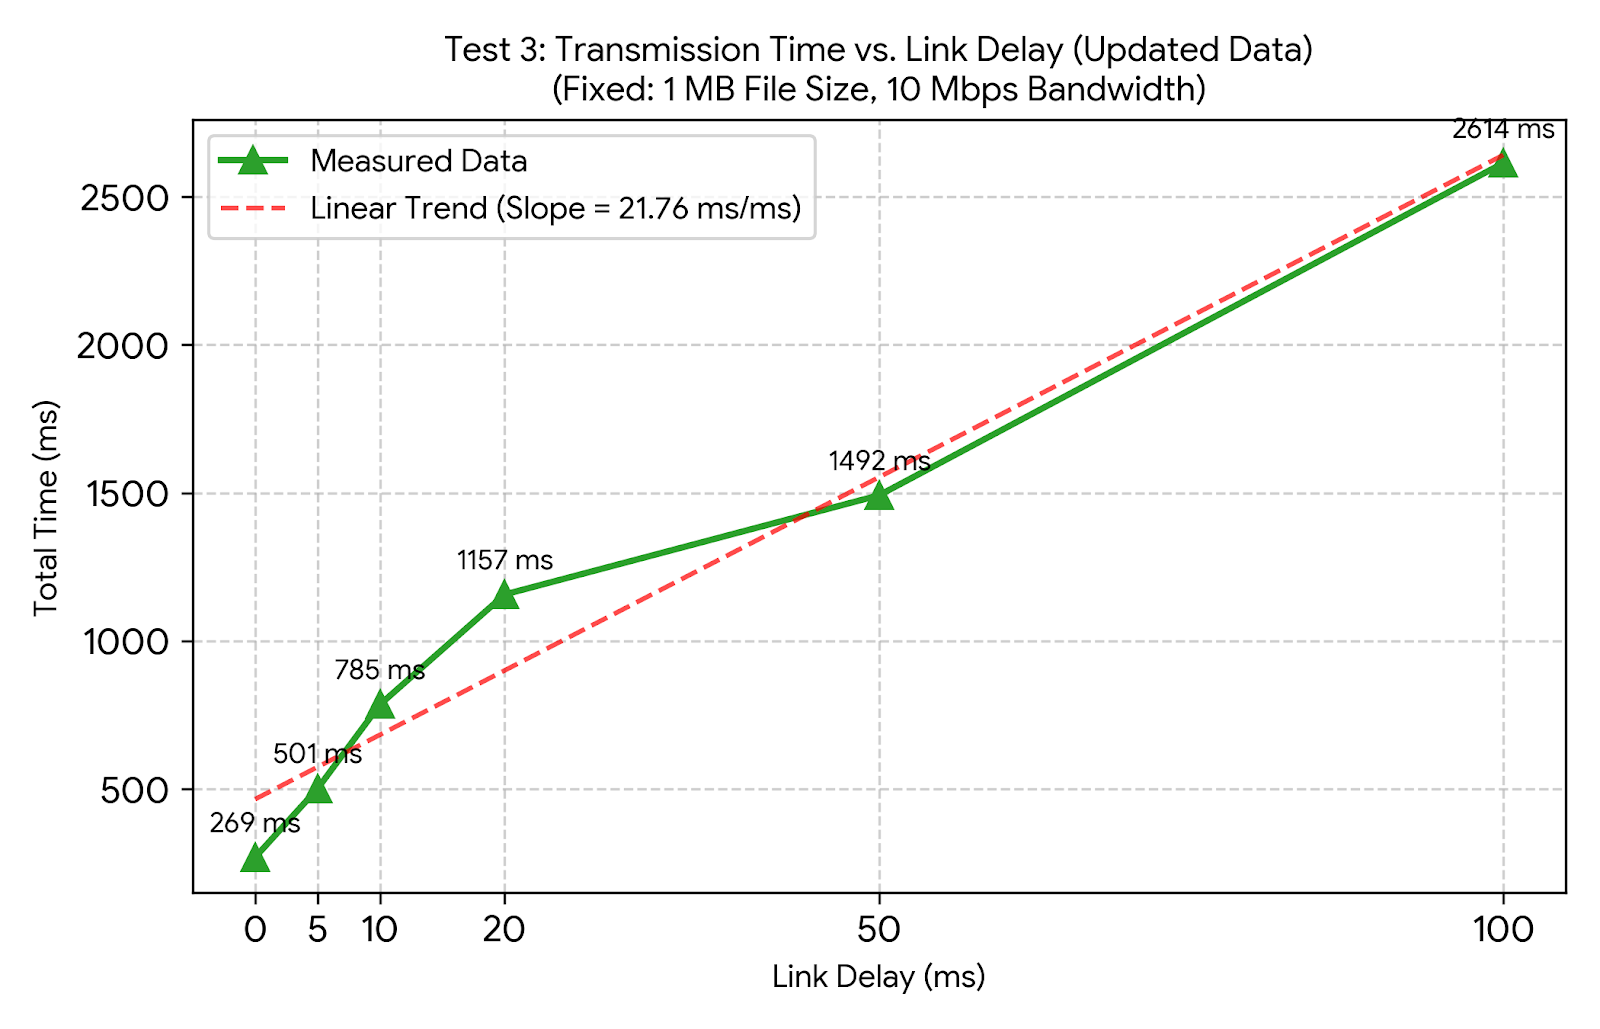 Test 3: Transmission Time vs. Link Delay (Updated Data)
(Fixed: 1 MB File Size, 10 Mbps Bandwidth)
Measured Data
Linear Trend (Slope = 21.76 ms/ms)
2614 ms
1492 ms
1157 ms
785 ms
501 ms
269 ms
2500
2000
1500
1000
500
Total Time (ms)
0 5 10 20 50 100
Link Delay (ms)